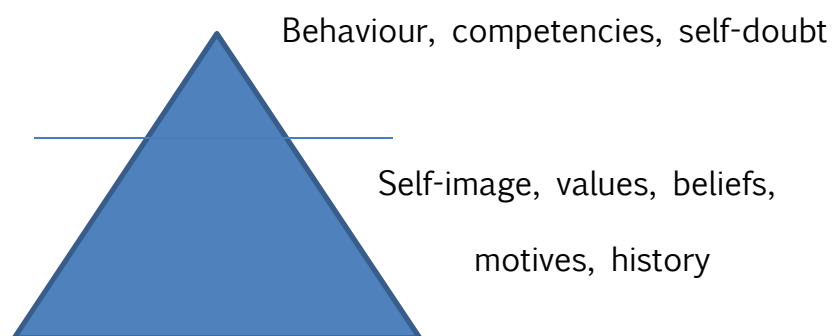 Behaviour, competencies, self-doubt
Self-image, values, beliefs,
motives, history